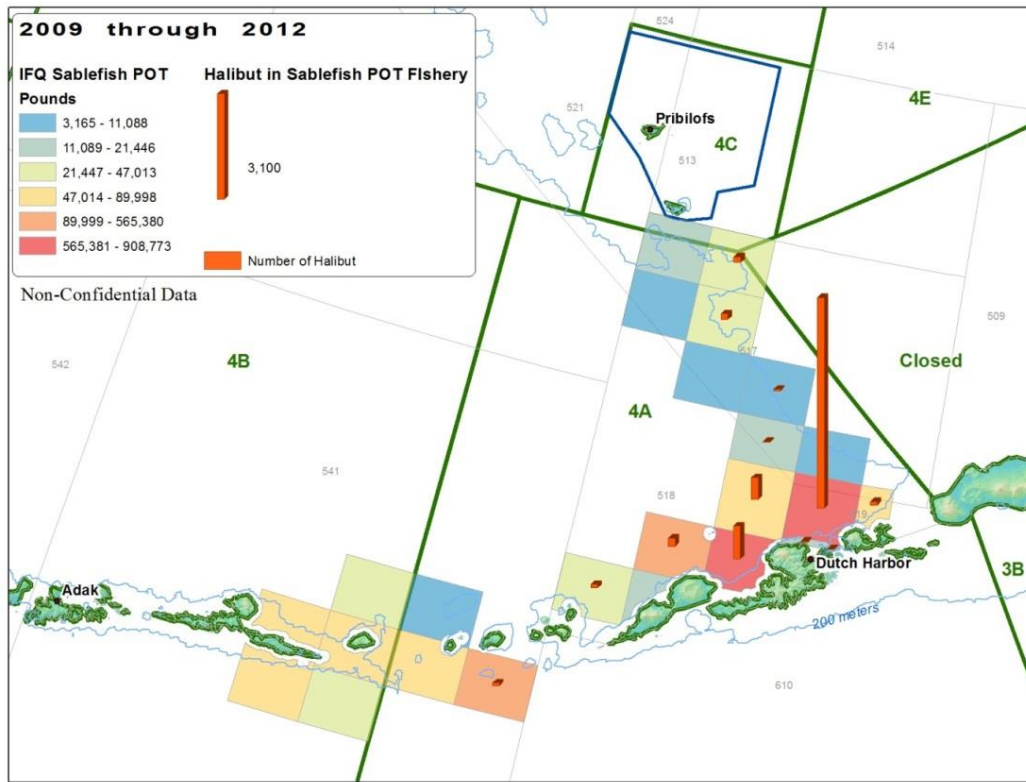 2009 through 2012
IFQ Sablefish POT
Pounds
3,165 - 11,088
11,089 - 21,446
21,447 - 47,013
47,014 - 89,998
89,999 - 565,380
565,381 - 908,773
Halibut in Sablefish POT FIshery
3,100
Number of Halibut
Non-Confidential Data
524
514
521
4E
Pribilofs
4C
513
509
517
Closed
542
4B
4A
541
518
519
Dutch Harbor
3B
Adak
200 meters
610